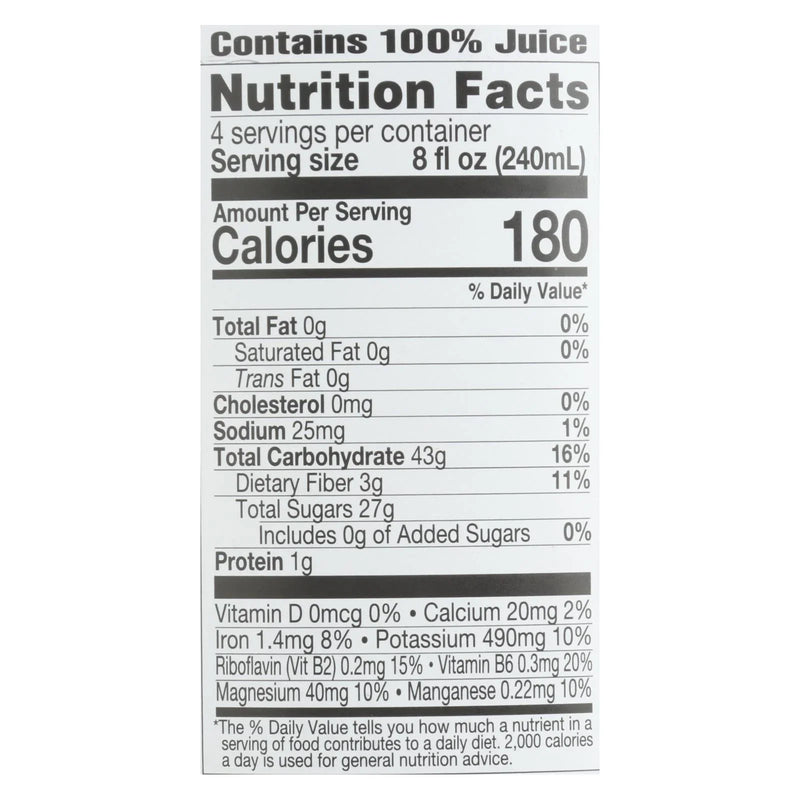 Contains 100% Juice
Nutrition Facts
4 servings per container
Serving size 8 fl oz (240mL)
Amount Per Serving
Calories 180
% Daily Value*
Total Fat 0g 0%
Saturated Fat 0g 0%
Trans Fat 0g
Cholesterol 0mg 0%
Sodium 25mg 1%
Total Carbohydrate 43g 16%
Dietary Fiber 3g 11%
Total Sugars 27g
Includes 0g of Added Sugars 0%
Protein 1g
Vitamin D 0mcg 0% • Calcium 20mg 2%
Iron 1.4mg 8% • Potassium 490mg 10%
Riboflavin (Vit B2) 0.2mg 15% • Vitamin B6 0.3mg 20%
Magnesium 40mg 10% • Manganese 0.22mg 10%
*The % Daily Value tells you how much a nutrient in a
serving of food contributes to a daily diet. 2,000 calories
a day is used for general nutrition advice.